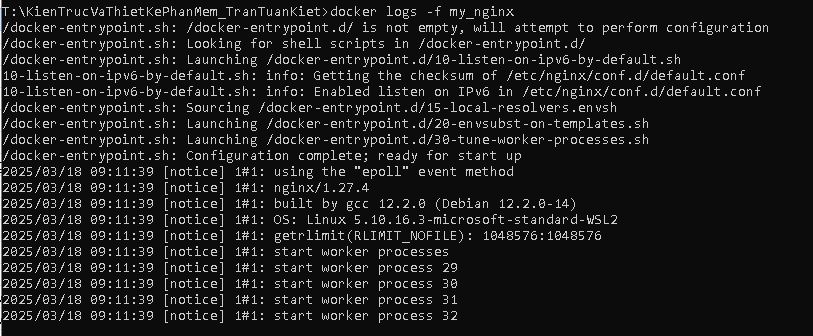 T:\KienTrucVaThietKePhanMem_TranTuanKiet>docker logs -f my_nginx
/docker-entrypoint.sh: /docker-entrypoint.d/ is not empty, will attempt to perform configuration
/docker-entrypoint.sh: Looking for shell scripts in /docker-entrypoint.d/
/docker-entrypoint.sh: Launching /docker-entrypoint.d/10-listen-on-ipv6-by-default.sh
10-listen-on-ipv6-by-default.sh: info: Getting the checksum of /etc/nginx/conf.d/default.conf
10-listen-on-ipv6-by-default.sh: info: Enabled listen on IPv6 in /etc/nginx/conf.d/default.conf
/docker-entrypoint.sh: Sourcing /docker-entrypoint.d/15-local-resolvers.envsh
/docker-entrypoint.sh: Launching /docker-entrypoint.d/20-envsubst-on-templates.sh
/docker-entrypoint.sh: Launching /docker-entrypoint.d/30-tune-worker-processes.sh
/docker-entrypoint.sh: Configuration complete; ready for start up
2025/03/18 09:11:39 [notice] 1#1: using the "epoll" event method
2025/03/18 09:11:39 [notice] 1#1: nginx/1.27.4
2025/03/18 09:11:39 [notice] 1#1: built by gcc 12.2.0 (Debian 12.2.0-14)
2025/03/18 09:11:39 [notice] 1#1: OS: Linux 5.10.16.3-microsoft-standard-WSL2
2025/03/18 09:11:39 [notice] 1#1: getrlimit(RLIMIT_NOFILE): 1048576:1048576
2025/03/18 09:11:39 [notice] 1#1: start worker processes
2025/03/18 09:11:39 [notice] 1#1: start worker process 29
2025/03/18 09:11:39 [notice] 1#1: start worker process 30
2025/03/18 09:11:39 [notice] 1#1: start worker process 31
2025/03/18 09:11:39 [notice] 1#1: start worker process 32